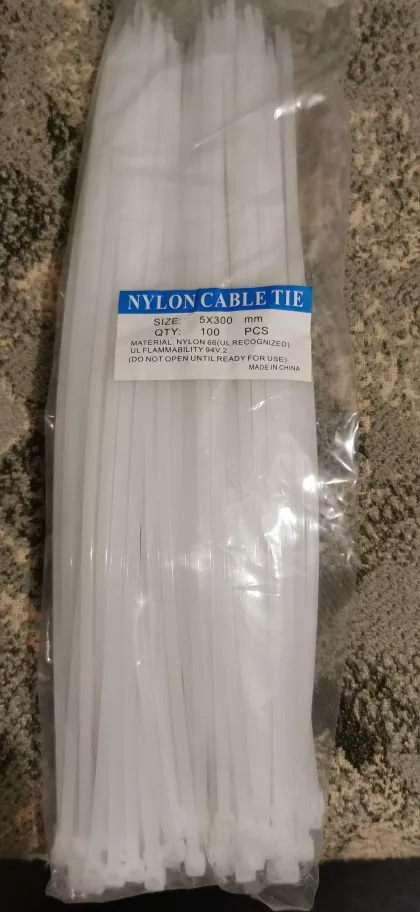 NYLON CABLE TIE
SIZE: 5X300 mm
QTY: 100 PCS
MATERIAL. NYLON 66(UL RECOGNIZED)
UL FLAMMABILITY 94V.2
(DO NOT OPEN UNTIL READY FOR USE)
MADE IN CHINA